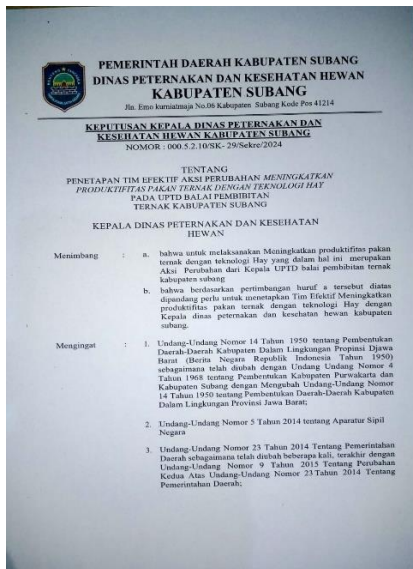 PEMERINTAH DAERAH KABUPATEN SUBANG
DINAS PETERNAKAN DAN KESEHATAN HEWAN
KABUPATEN SUBANG
Jln. Emo kurniatmaja No.06 Kabupaten Subang Kode Pos 41214
KEPUTUSAN KEPALA DINAS PETERNAKAN DAN
KESEHATAN HEWAN KABUPATEN SUBANG
NOMOR : 000.5.2.10/SK- 29/Sekre/2024
TENTANG
PENETAPAN TIM EFEKTIF AKSI PERUBAHAN MENINGKATKAN
PRODUKTIFITAS PAKAN TERNAK DENGAN TEKNOLOGI HAY
PADA UPTD BALAI PEMBIBITAN
TERNAK KABUPATEN SUBANG
KEPALA DINAS PETERNAKAN DAN KESEHATAN
HEWAN
Menimbang : a. bahwa untuk melaksanakan Meningkatkan produktifitas pakan
ternak dengan teknologi Hay yang dalam hal ini merupakan
Aksi Perubahan dari Kepala UPTD balai pembibitan ternak
kabupaten subang
b. bahwa berdasarkan pertimbangan huruf a tersebut diatas
dipandang perlu untuk menetapkan Tim Efektif Meningkatkan
produktifitas pakan ternak dengan teknologi Hay dengan
Kepala dinas peternakan dan kesehatan hewan kabupaten
subang.
Mengingat : 1. Undang-Undang Nomor 14 Tahun 1950 tentang Pembentukan
Daerah-Daerah Kabupaten Dalam Lingkungan Propinsi Djawa
Barat (Berita Negara Republik Indonesia Tahun 1950)
sebagaimana telah diubah dengan Undang Undang Nomor 4
Tahun 1968 tentang Pembentukan Kabupaten Purwakarta dan
Kabupaten Subang dengan Mengubah Undang-Undang Nomor
14 Tahun 1950 tentang Pembentukan Daerah-Daerah Kabupaten
Dalam Lingkungan Provinsi Jawa Barat;
2. Undang-Undang Nomor 5 Tahun 2014 tentang Aparatur Sipil
Negara
3. Undang-Undang Nomor 23 Tahun 2014 Tentang Pemerintahan
Daerah sebagaimana telah diubah beberapa kali, terakhir dengan
Undang-Undang Nomor 9 Tahun 2015 Tentang Perubahan
Kedua Atas Undang-Undang Nomor 23 Tahun 2014 Tentang
Pemerintahan Daerah;